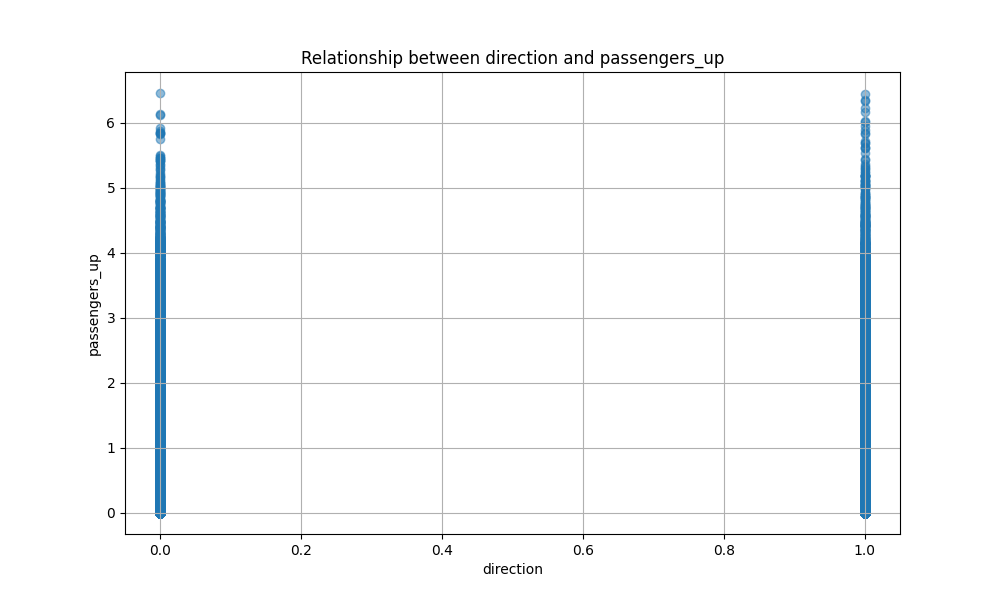 Relationship between direction and passengers_up
6
5
4
3
2
1
0
passengers_up
0.0 0.2 0.4 0.6 0.8 1.0
direction